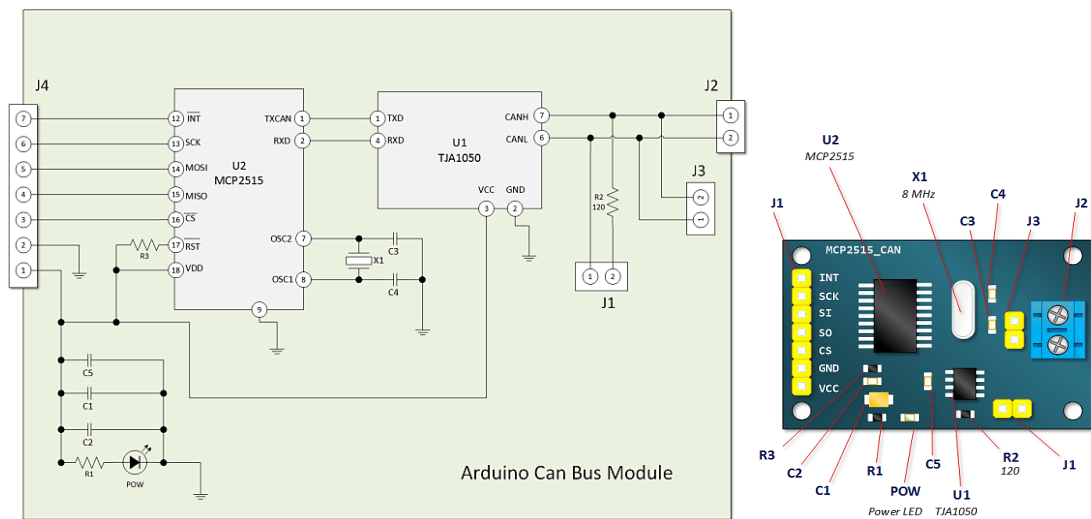 J4
7
6
5
4
3
2
1
12 INT
13 SCK
14 MOSI
15 MISO
16 CS
17 RST
18 VDD
R3
U2
MCP2515
TXCAN 1
RXD 2
OSC2 7
OSC1 8
9
X1
C3
C4
1 TXD
4 RXD
U1
TJA1050
CANH 7
CANL 6
VCC
3
GND
2
R2
120
J2
1
2
J3
2
1
1 2
J1
C5
C1
C2
R1
POW
Arduino Can Bus Module
U2
MCP2515
X1
8 MHz
C4
C3
J3
J2
J1
MCP2515_CAN
INT
SCK
SI
SO
CS
GND
VCC
R3
C2
C1
R1
POW
Power LED
C5
U1
TJA1050
R2
120
J1